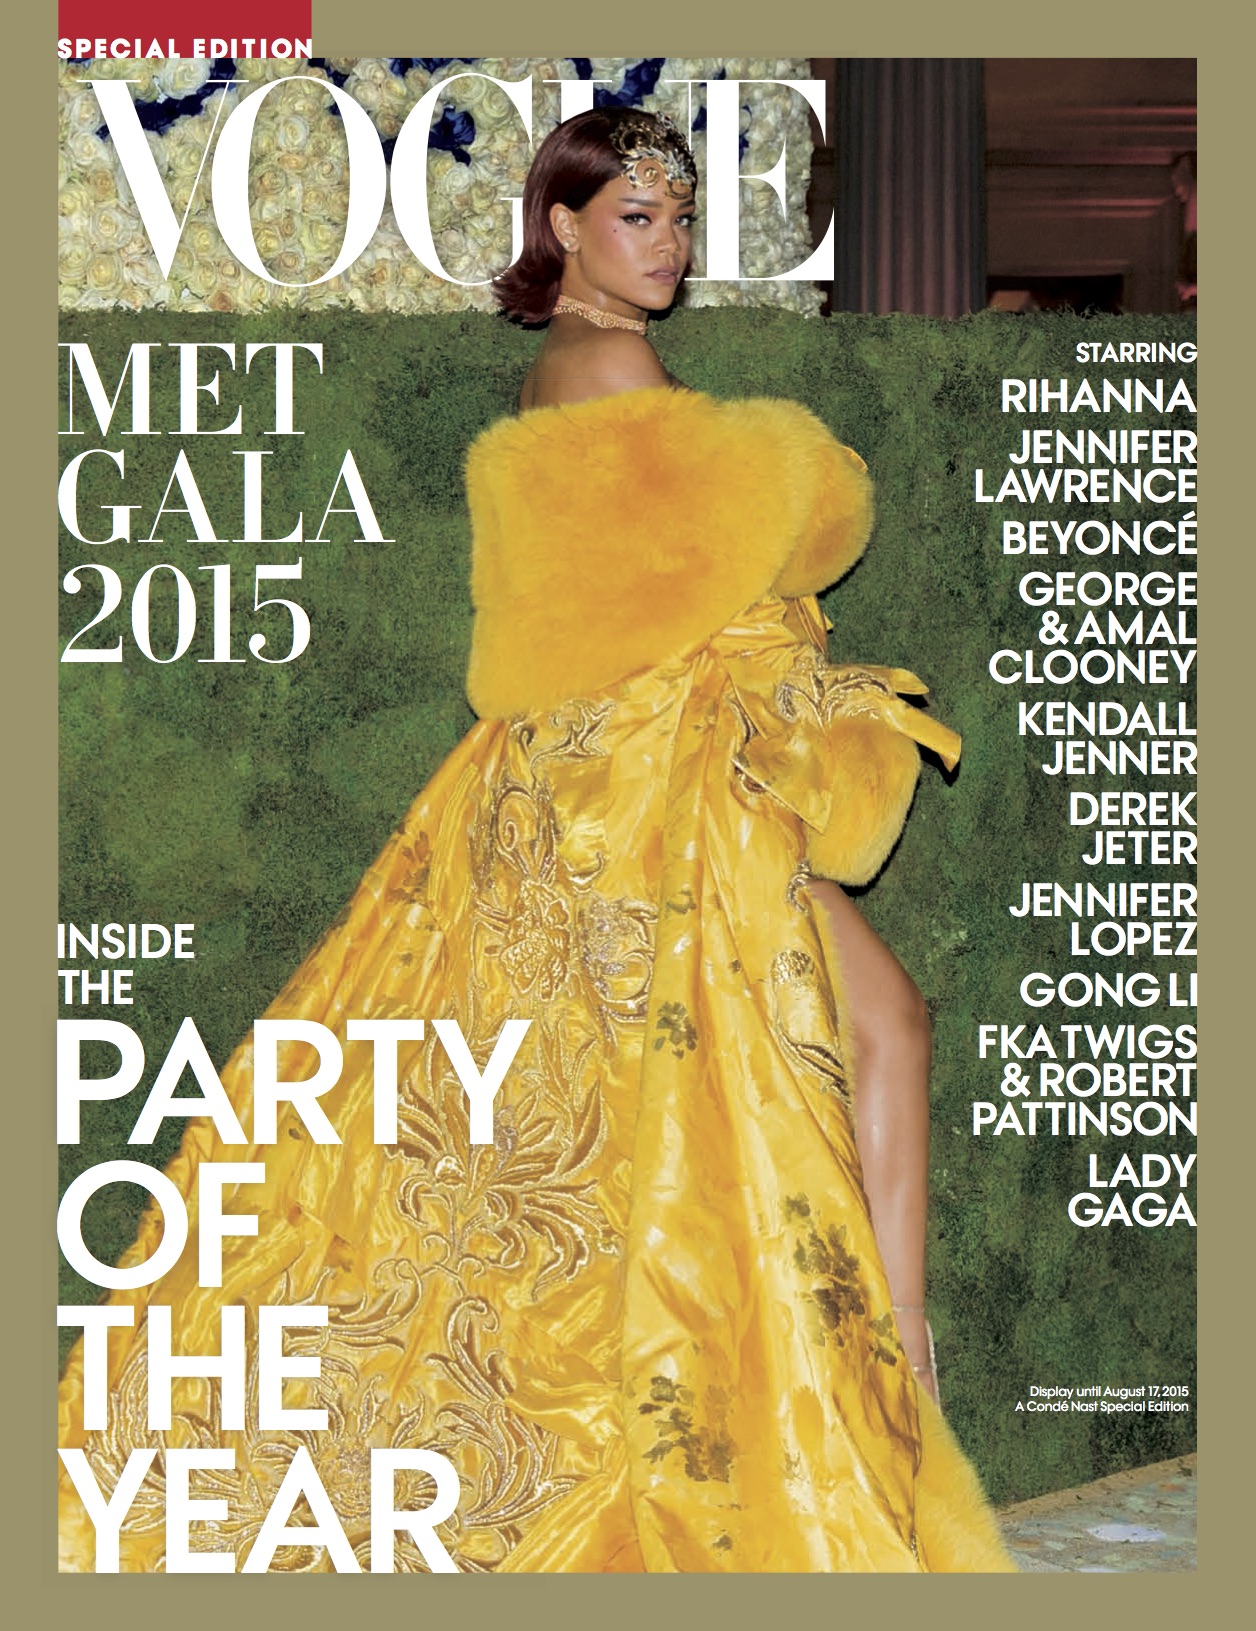 SPECIAL EDITION
VOGUE
MET
GALA
2015
INSIDE
THE
PARTY
OF
THE
YEAR
STARRING
RIHANNA
JENNIFER
LAWRENCE
BEYONCÉ
GEORGE
& AMAL
CLOONEY
KENDALL
JENNER
DEREK
JETER
JENNIFER
LOPEZ
GONG LI
FKA TWIGS
& ROBERT
PATTINSON
LADY
GAGA
Display until August 17, 2015
A Condé Nast Special Edition